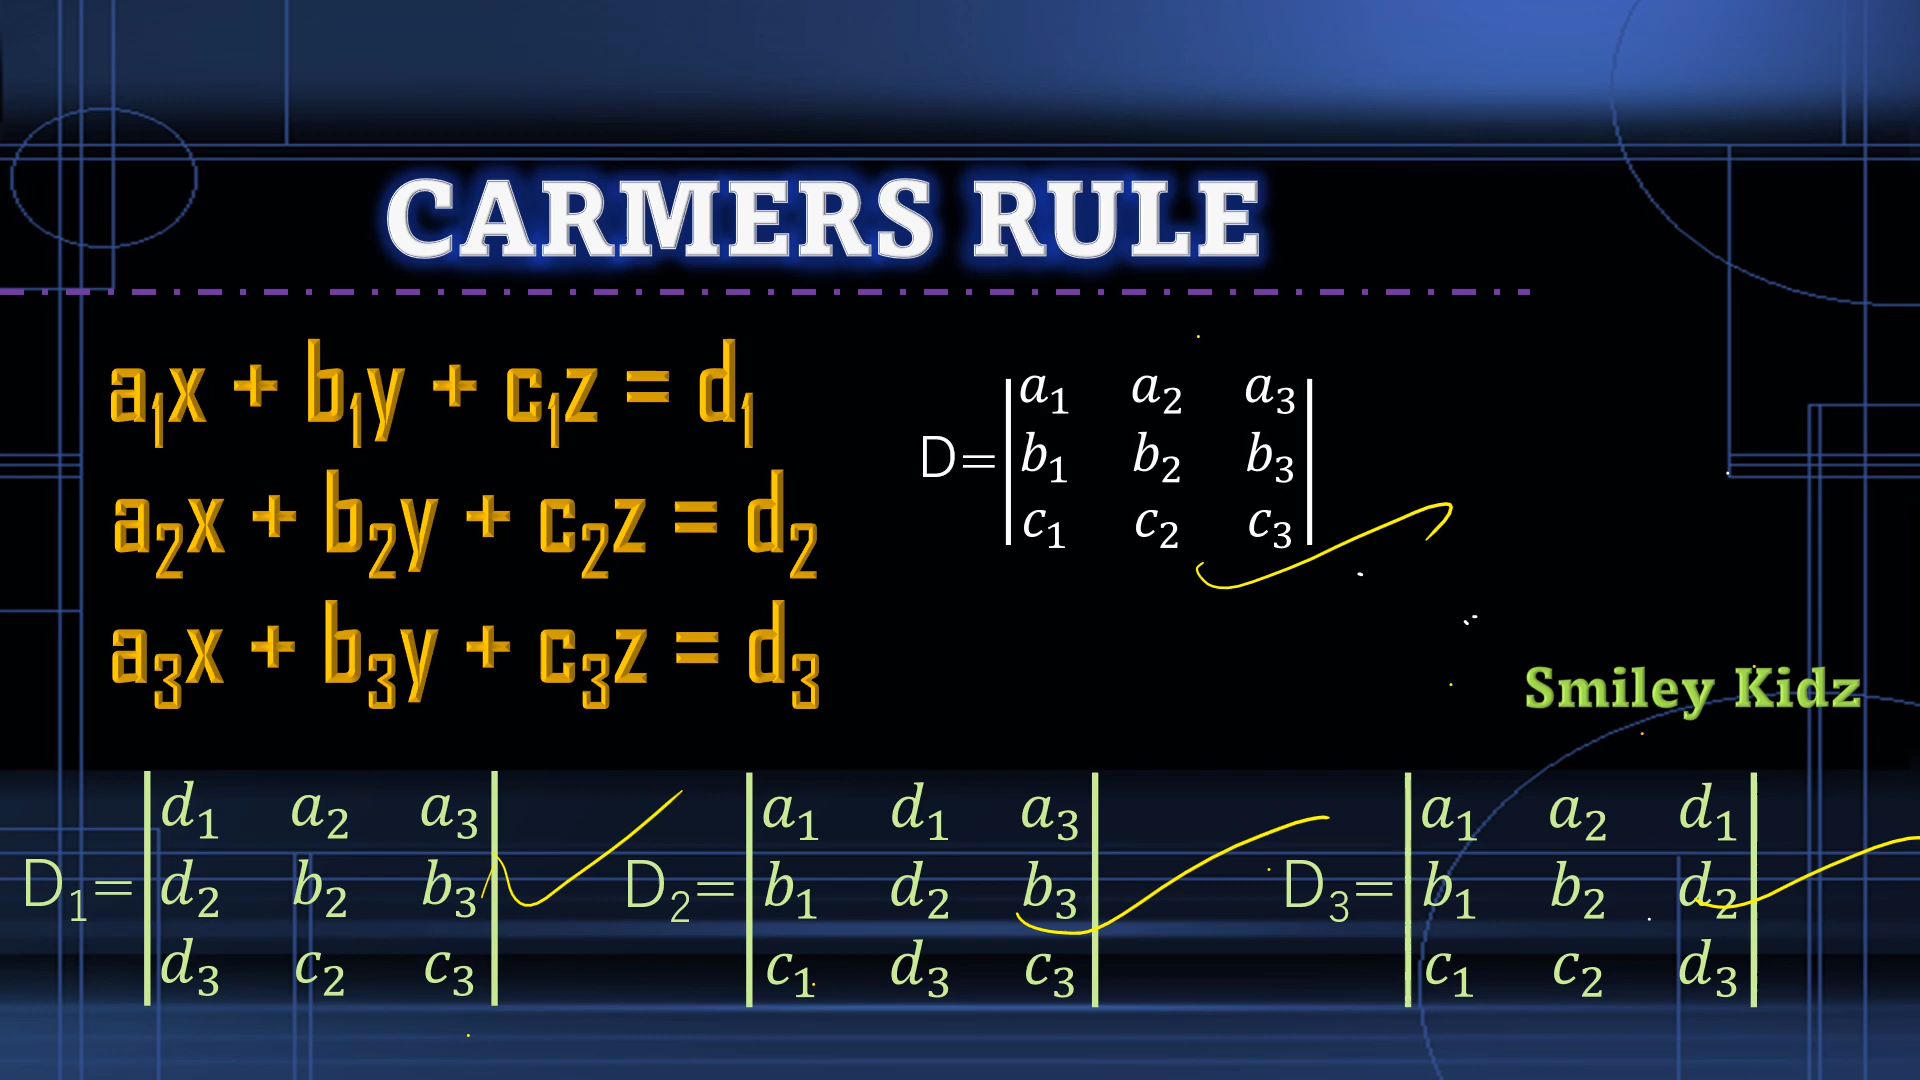 CARMERS RULE
a₁x + b₁y + c₁z = d₁
a₂x + b₂y + c₂z = d₂
a₃x + b₃y + c₃z = d₃
D=|a₁ a₂ a₃|
|b₁ b₂ b₃|
|c₁ c₂ c₃|
Smiley Kidz
D₁=|d₁ a₂ a₃|
|d₂ b₂ b₃|
|d₃ c₂ c₃|
D₂=|a₁ d₁ a₃|
|b₁ d₂ b₃|
|c₁ d₃ c₃|
D₃=|a₁ a₂ d₁|
|b₁ b₂ d₂|
|c₁ c₂ d₃|